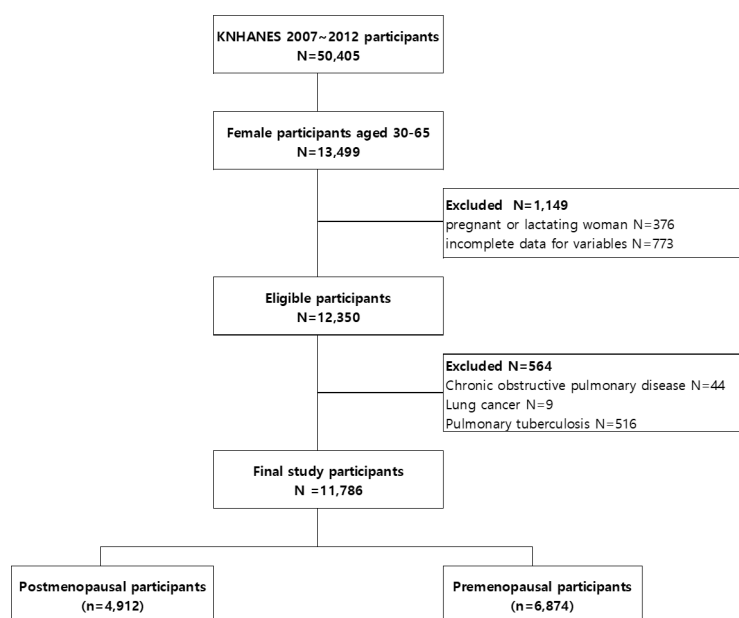 KNHANES 2007~2012 participants
N=50,405
Female participants aged 30-65
N=13,499
Excluded N=1,149
pregnant or lactating woman N=376
incomplete data for variables N=773
Eligible participants
N=12,350
Excluded N=564
Chronic obstructive pulmonary disease N=44
Lung cancer N=9
Pulmonary tuberculosis N=516
Final study participants
N =11,786
Postmenopausal participants
(n=4,912)
Premenopausal participants
(n=6,874)